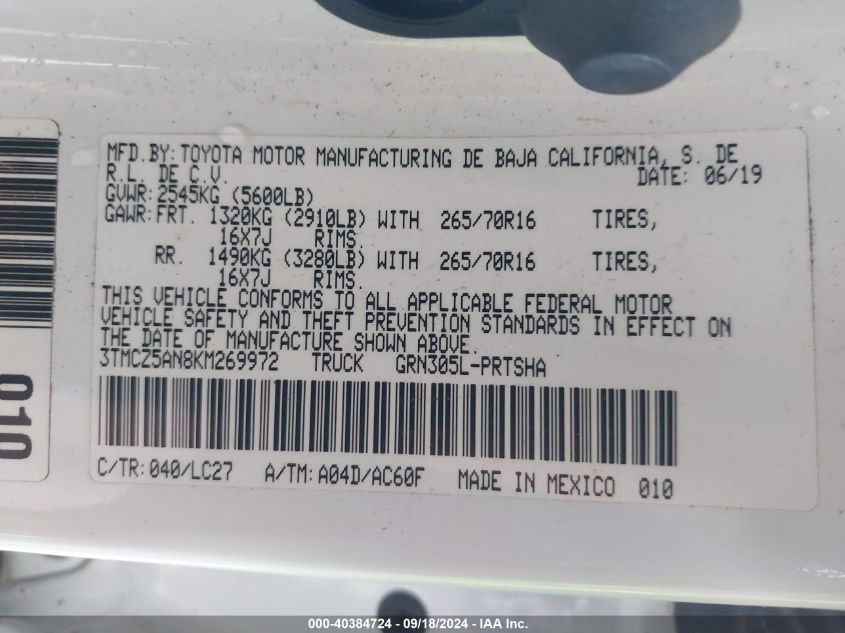 MFD.BY:TOYOTA MOTOR MANUFACTURING DE BAJA CALIFORNIA, S. DE
R.L. DE C.V. DATE: 06/19
GVWR:2545KG (5600LB)
GAWR:FRT. 1320KG (2910LB) WITH 265/70R16 TIRES,
16X7J RIMS.
RR. 1490KG (3280LB) WITH 265/70R16 TIRES,
16X7J RIMS.
THIS VEHICLE CONFORMS TO ALL APPLICABLE FEDERAL MOTOR
VEHICLE SAFETY AND THEFT PREVENTION STANDARDS IN EFFECT ON
THE DATE OF MANUFACTURE SHOWN ABOVE.
3TMCZ5AN8KM269972 TRUCK GRN305L-PRTSHA
C/TR:040/LC27 A/TM:A04D/AC60F MADE IN MEXICO 010
010
000-40384724 - 09/18/2024 - IAA Inc.